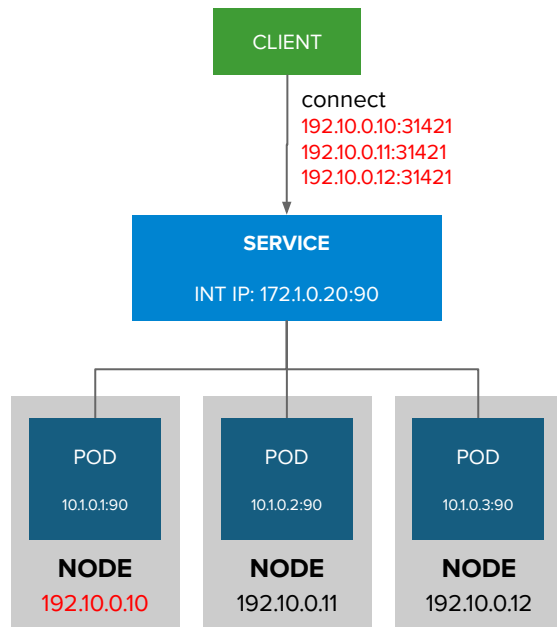 CLIENT
connect
192.10.0.10:31421
192.10.0.11:31421
192.10.0.12:31421
SERVICE
INT IP: 172.1.0.20:90
POD
10.1.0.1:90
NODE
192.10.0.10
POD
10.1.0.2:90
NODE
192.10.0.11
POD
10.1.0.3:90
NODE
192.10.0.12